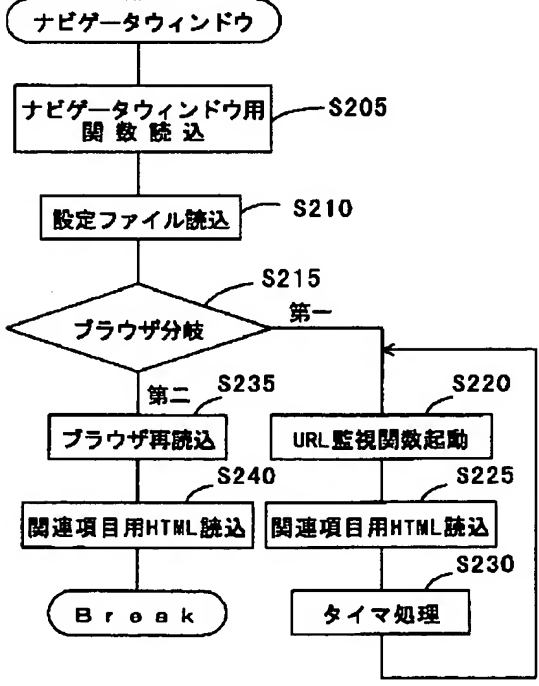 ナビゲータウィンドウ
ナビゲータウィンドウ用
関数読込
S205
設定ファイル読込
S210
ブラウザ分岐
S215
第一
第二
S235
ブラウザ再読込
S220
URL監視関数起動
S240
関連項目用HTML読込
S225
関連項目用HTML読込
Break
S230
タイマ処理